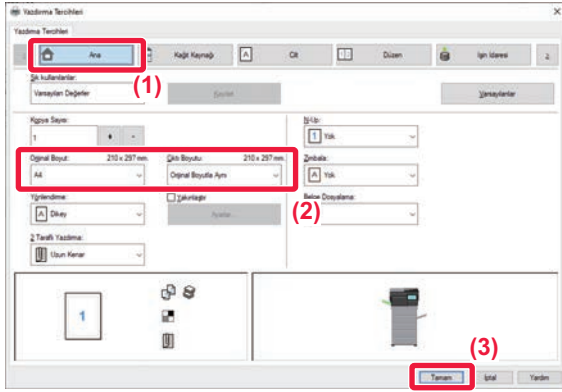 Yazdırma Tercihleri
Yazdırma Tercihleri
Ana
Kağıt Kaynağı
Cilt
Düzen
İşin İdaresi
(1)
Sık kullanılanlar:
Varsayılan Değerler
Kaydet
Varsayılanlar
Kopya Sayısı:
1
N-Up:
1 Yok
Orijinal Boyut:
210 x 297 mm.
Çıktı Boyutu:
210 x 297 mm.
Zımbala:
A4
Orijinal Boyutla Aynı
A Yok
(2)
Yönlendirme:
Yakınlaştır
Belge Dosyalama:
A Dikey
Ayarlar...
2 Taraflı Yazdırma:
Uzun Kenar
1
(3)
Tamam
İptal
Yardım